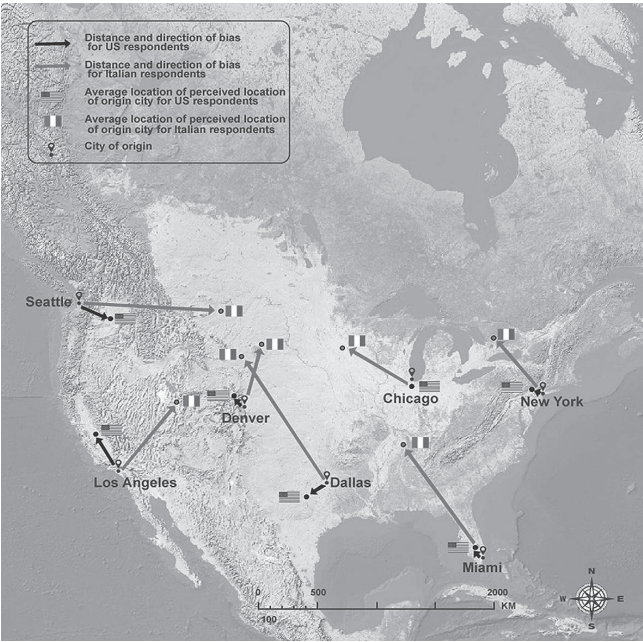 Distance and direction of bias
for US respondents
Distance and direction of bias
for Italian respondents
Average location of perceived location
of origin city for US respondents
Average location of perceived location
of origin city for Italian respondents
City of origin
Seattle
Denver
Chicago
New York
Los Angeles
Dallas
Miami
N
W E
S
0 500 2000
KM
100